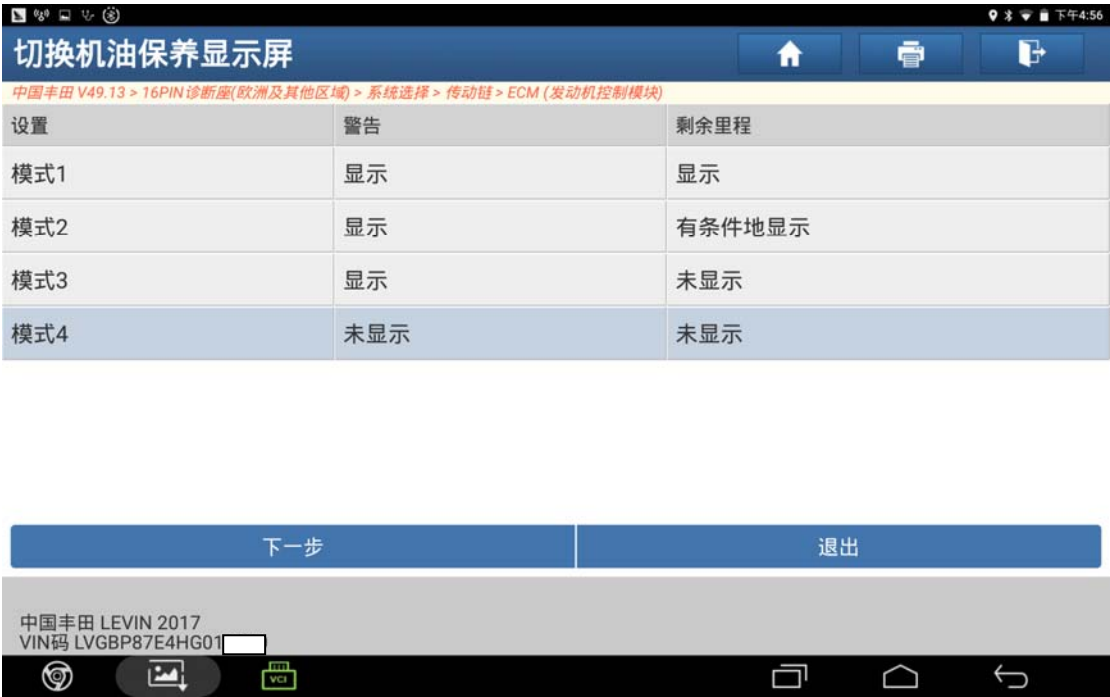 下午4:56
切换机油保养显示屏
中国丰田 V49.13 > 16PIN诊断座(欧洲及其他区域) > 系统选择 > 传动链 > ECM (发动机控制模块)
设置 警告 剩余里程
模式1 显示 显示
模式2 显示 有条件地显示
模式3 显示 未显示
模式4 未显示 未显示
下一步 退出
中国丰田 LEVIN 2017
VIN码 LVGBP87E4HG01
VCI